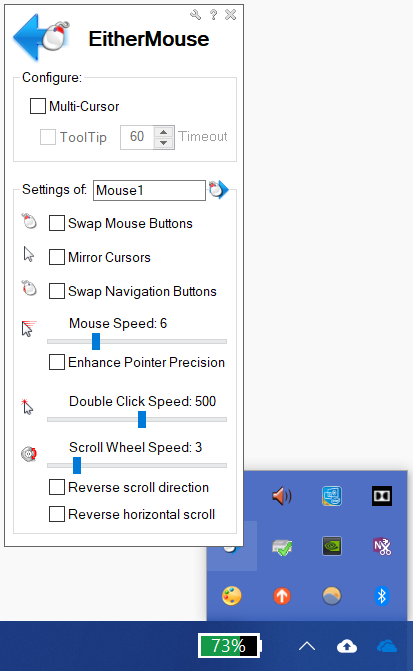 EitherMouse
Configure:
Multi-Cursor
ToolTip 60 Timeout
Settings of: Mouse1
Swap Mouse Buttons
Mirror Cursors
Swap Navigation Buttons
Mouse Speed: 6
Enhance Pointer Precision
Double Click Speed: 500
Scroll Wheel Speed: 3
Reverse scroll direction
Reverse horizontal scroll
73%